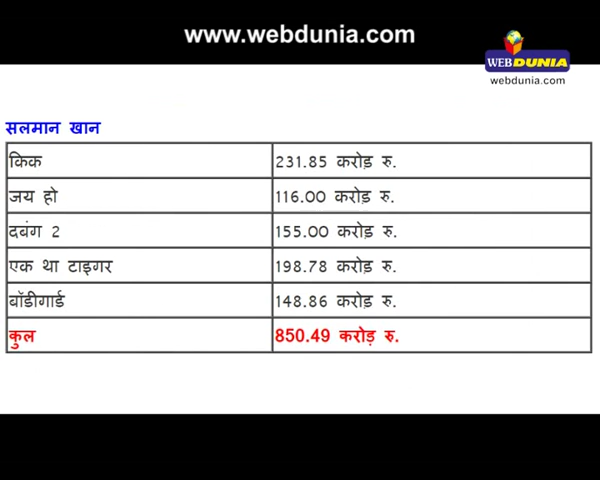 www.webdunia.com
WEBDUNIA
webdunia.com
सलमान खान
किक 231.85 करोड़ रु.
जय हो 116.00 करोड़ रु.
दबंग 2 155.00 करोड़ रु.
एक था टाइगर 198.78 करोड़ रु.
बॉडीगार्ड 148.86 करोड़ रु.
कुल 850.49 करोड़ रु.